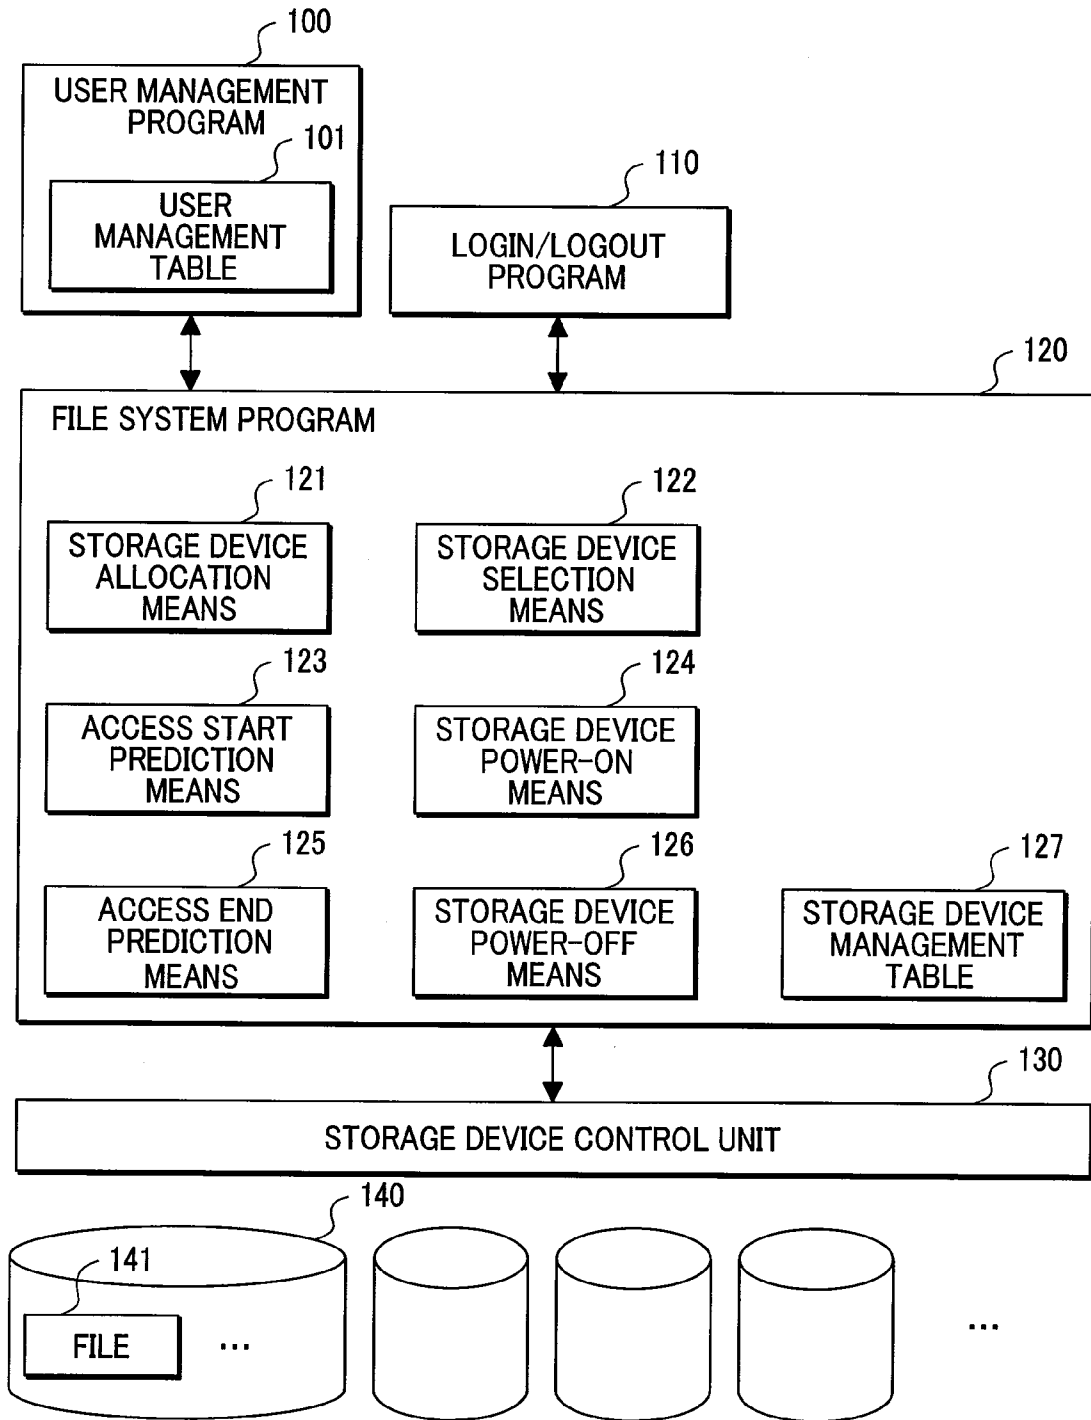 100
USER MANAGEMENT
PROGRAM
101
USER
MANAGEMENT
TABLE
110
LOGIN/LOGOUT
PROGRAM
120
FILE SYSTEM PROGRAM
121
STORAGE DEVICE
ALLOCATION
MEANS
122
STORAGE DEVICE
SELECTION
MEANS
123
ACCESS START
PREDICTION
MEANS
124
STORAGE DEVICE
POWER-ON
MEANS
125
ACCESS END
PREDICTION
MEANS
126
STORAGE DEVICE
POWER-OFF
MEANS
127
STORAGE DEVICE
MANAGEMENT
TABLE
130
STORAGE DEVICE CONTROL UNIT
140
141
FILE
...
...